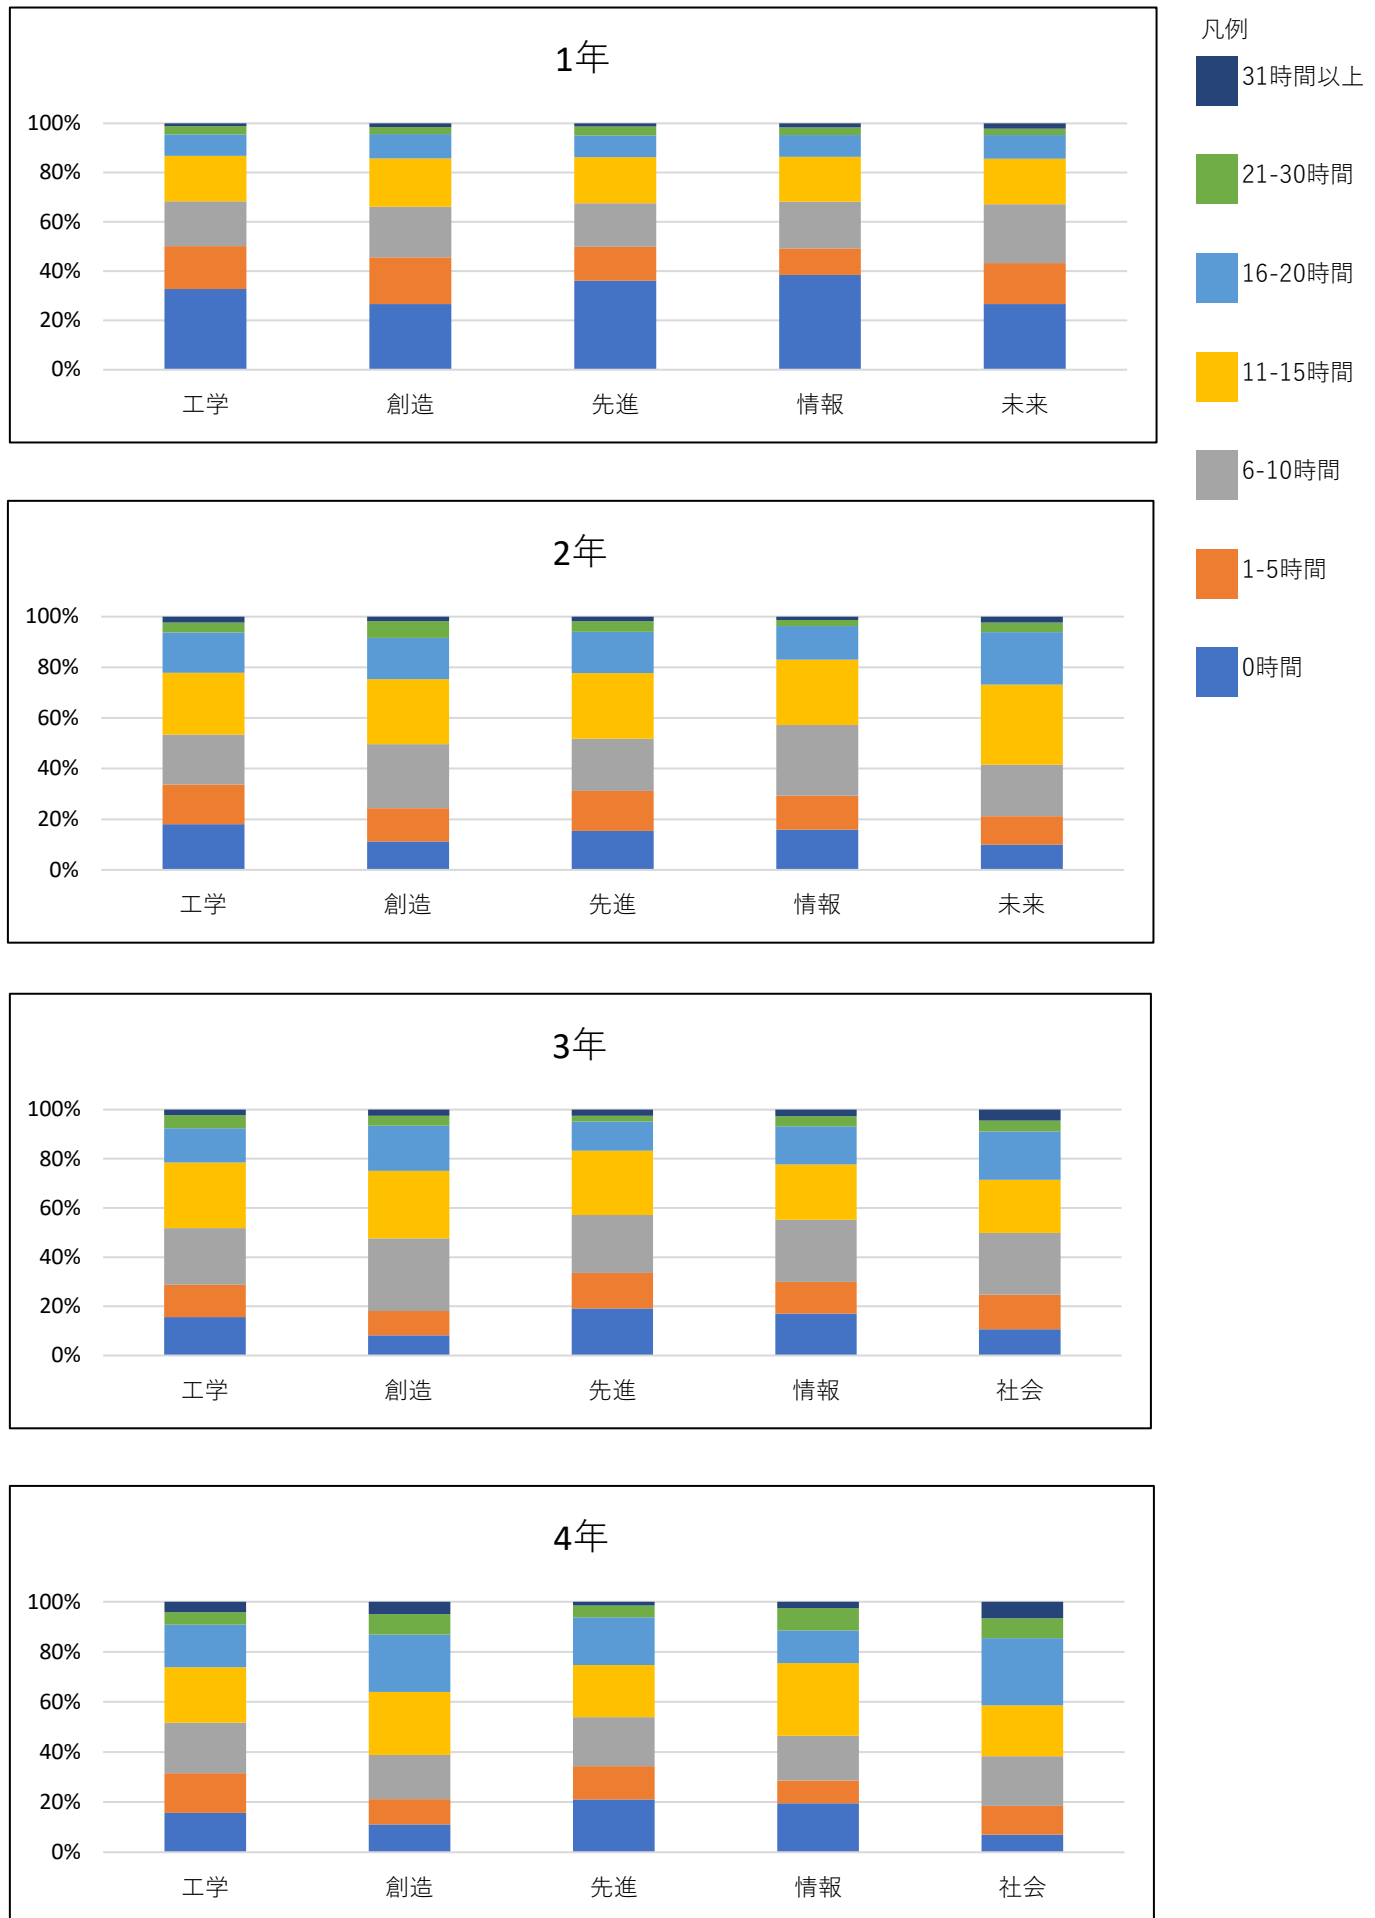 1年
100%
80%
60%
40%
20%
0%
工学 創造 先進 情報 未来
2年
100%
80%
60%
40%
20%
0%
工学 創造 先進 情報 未来
3年
100%
80%
60%
40%
20%
0%
工学 創造 先進 情報 社会
4年
100%
80%
60%
40%
20%
0%
工学 創造 先進 情報 社会
凡例
31時間以上
21-30時間
16-20時間
11-15時間
6-10時間
1-5時間
0時間